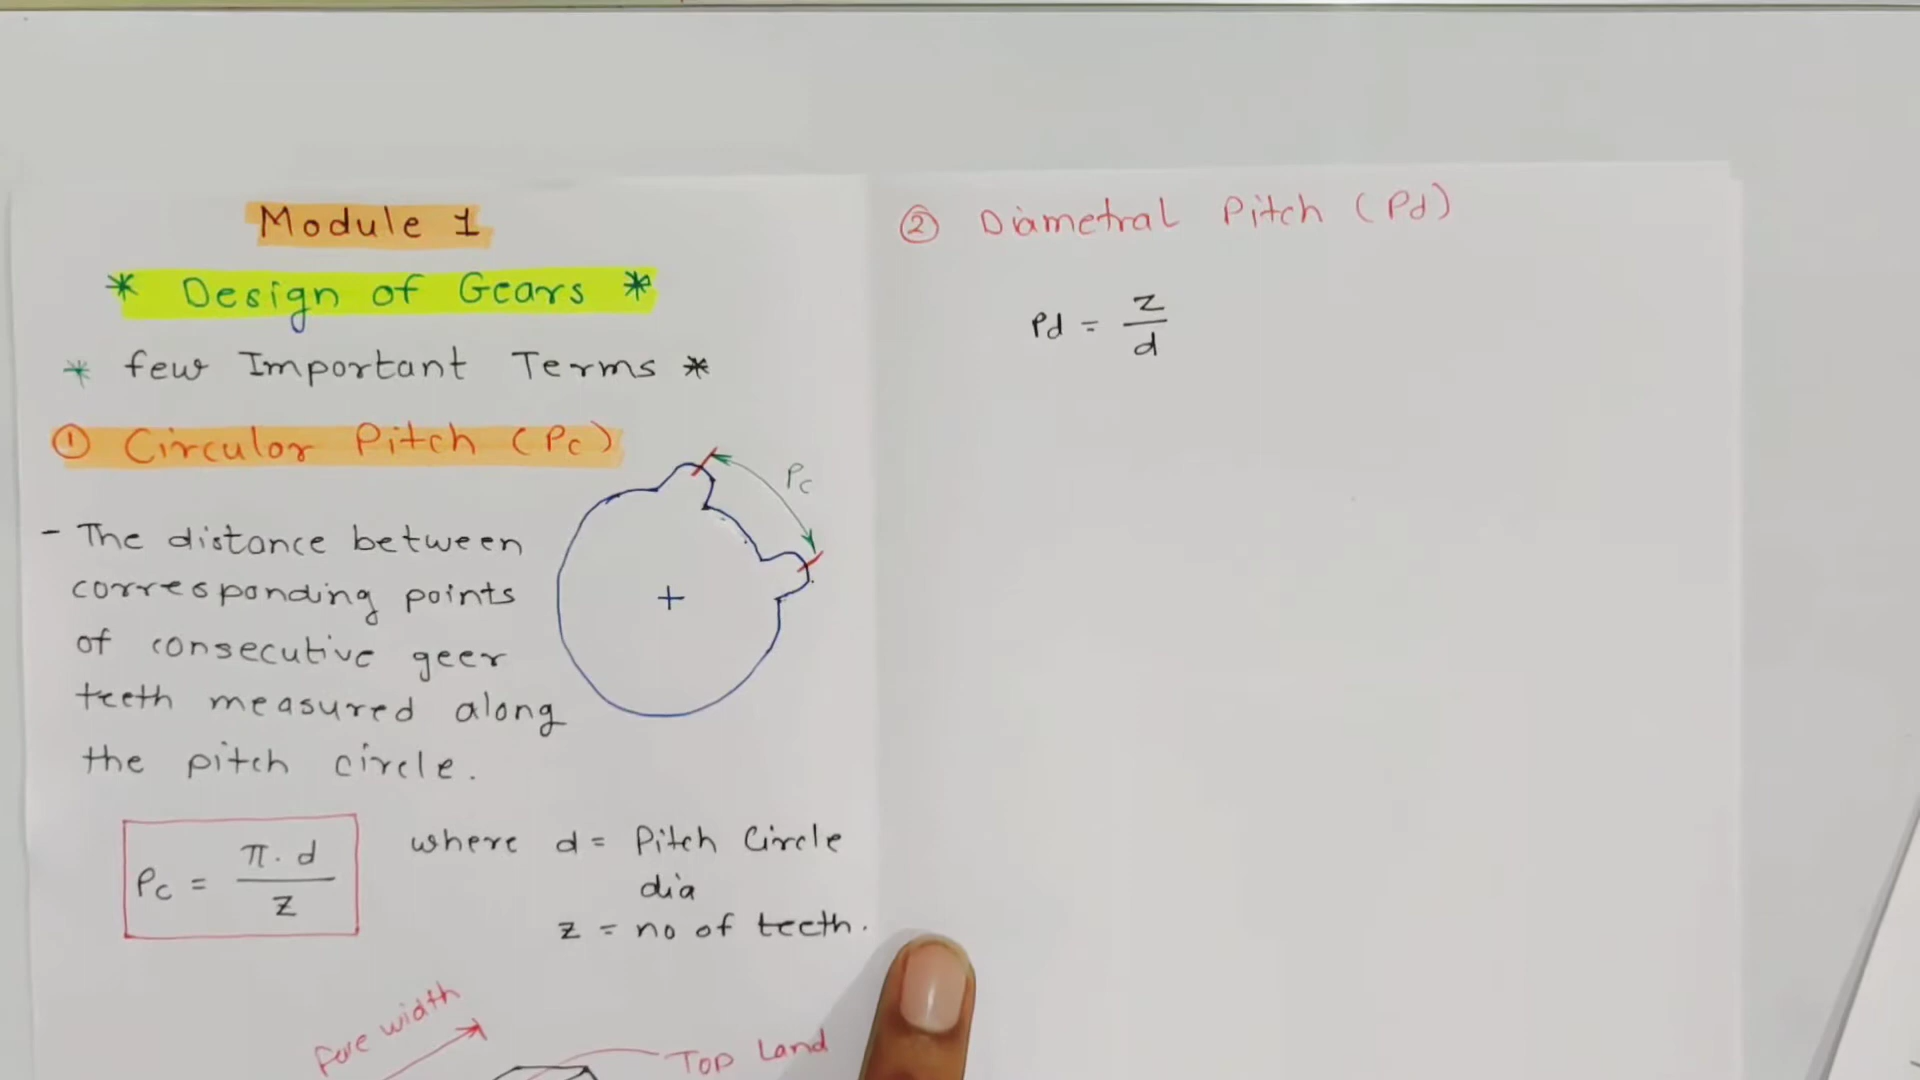 Module 1
* Design of Gears *
* few Important Terms *
① Circular Pitch (Pc)
Pc
- The distance between
corresponding points
of consecutive geer
teeth measured along
the pitch circle.
Pc = π.d / z
where d = Pitch Circle
dia
z = no of teeth.
width
Top Land
② Diametral Pitch (Pd)
Pd = z / d